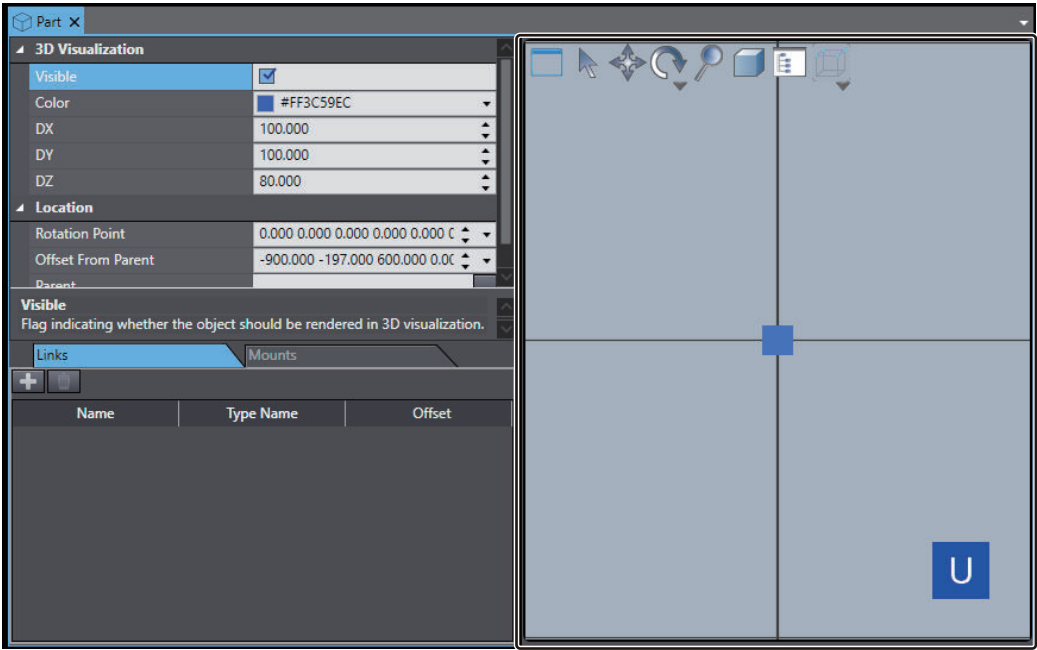 Part
3D Visualization
Visible
Color #FF3C59EC
DX 100.000
DY 100.000
DZ 80.000
Location
Rotation Point 0.000 0.000 0.000 0.000 0.000
Offset From Parent -900.000 -197.000 600.000
Parent
Visible
Flag indicating whether the object should be rendered in 3D visualization.
Links Mounts
Name Type Name Offset
U